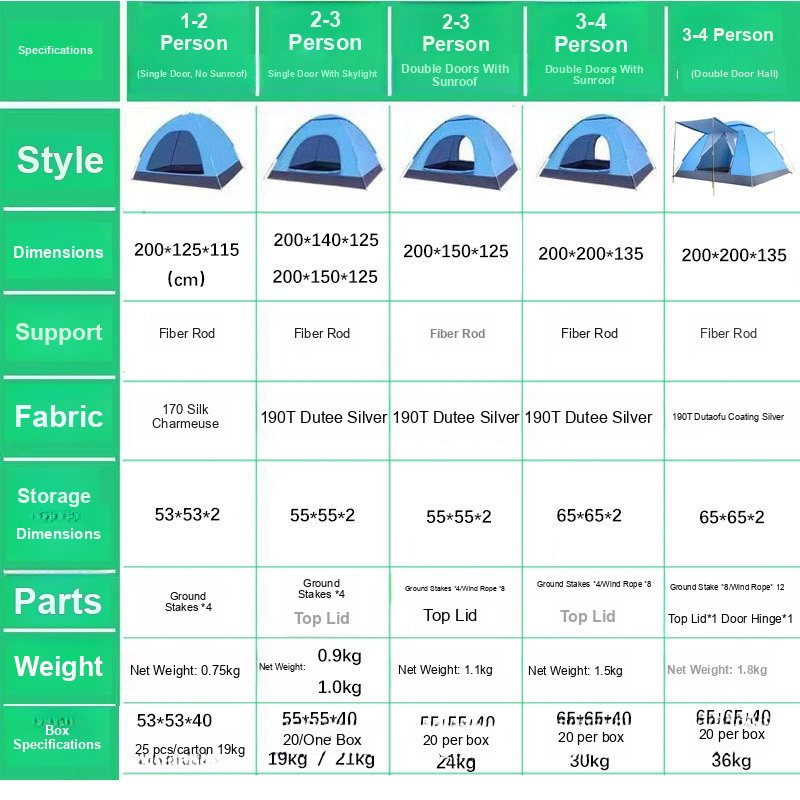 Specifications
1-2
Person
(Single Door, No Sunroof)
2-3
Person
Single Door With Skylight
2-3
Person
Double Doors With
Sunroof
3-4
Person
Double Doors With
Sunroof
3-4 Person
(Double Door Hall)
Style
Dimensions
200*125*115
(cm)
200*140*125
200*150*125
200*150*125
200*200*135
200*200*135
Support
Fiber Rod
Fiber Rod
Fiber Rod
Fiber Rod
Fiber Rod
Fabric
170 Silk
Charmeuse
190T Dutee Silver
190T Dutee Silver
190T Dutee Silver
190T Dutaofu Coating Silver
Storage
Dimensions
53*53*2
55*55*2
55*55*2
65*65*2
65*65*2
Parts
Ground
Stakes *4
Ground
Stakes *4
Top Lid
Ground Stakes *4/Wind Rope *8
Top Lid
Ground Stakes *4/Wind Rope *8
Top Lid
Ground Stake *8/Wind Rope* 12
Top Lid*1 Door Hinge*1
Weight
Net Weight: 0.75kg
Net Weight:
0.9kg
1.0kg
Net Weight: 1.1kg
Net Weight: 1.5kg
Net Weight: 1.8kg
Box
Specifications
53*53*40
25 pcs/carton 19kg
55*55*40
20/One Box
19kg / 21kg
55*55*40
20 per box
24kg
65*65*40
20 per box
30kg
65*65*40
20 per box
36kg